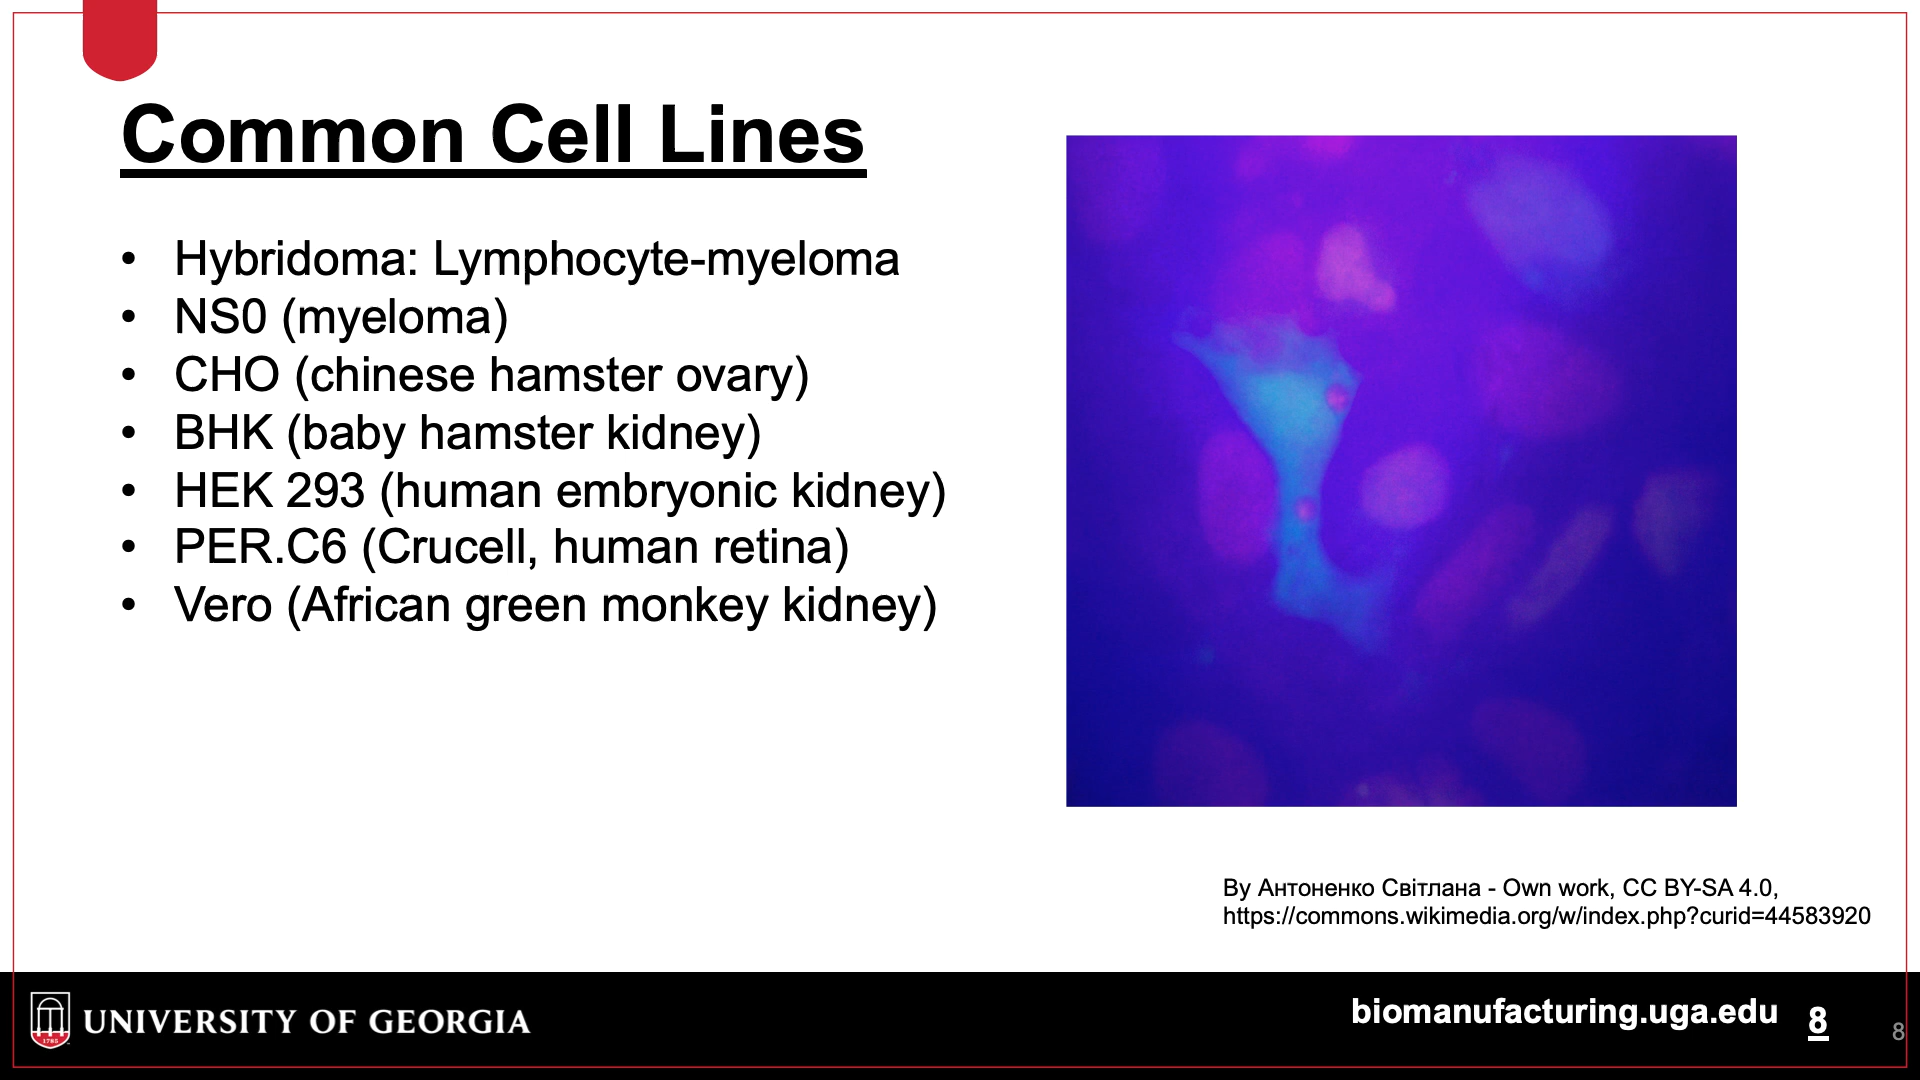 Common Cell Lines
• Hybridoma: Lymphocyte-myeloma
• NS0 (myeloma)
• CHO (chinese hamster ovary)
• BHK (baby hamster kidney)
• HEK 293 (human embryonic kidney)
• PER.C6 (Crucell, human retina)
• Vero (African green monkey kidney)
By Антоненко Світлана - Own work, CC BY-SA 4.0,
https://commons.wikimedia.org/w/index.php?curid=44583920
1785
UNIVERSITY OF GEORGIA
biomanufacturing.uga.edu
8
8